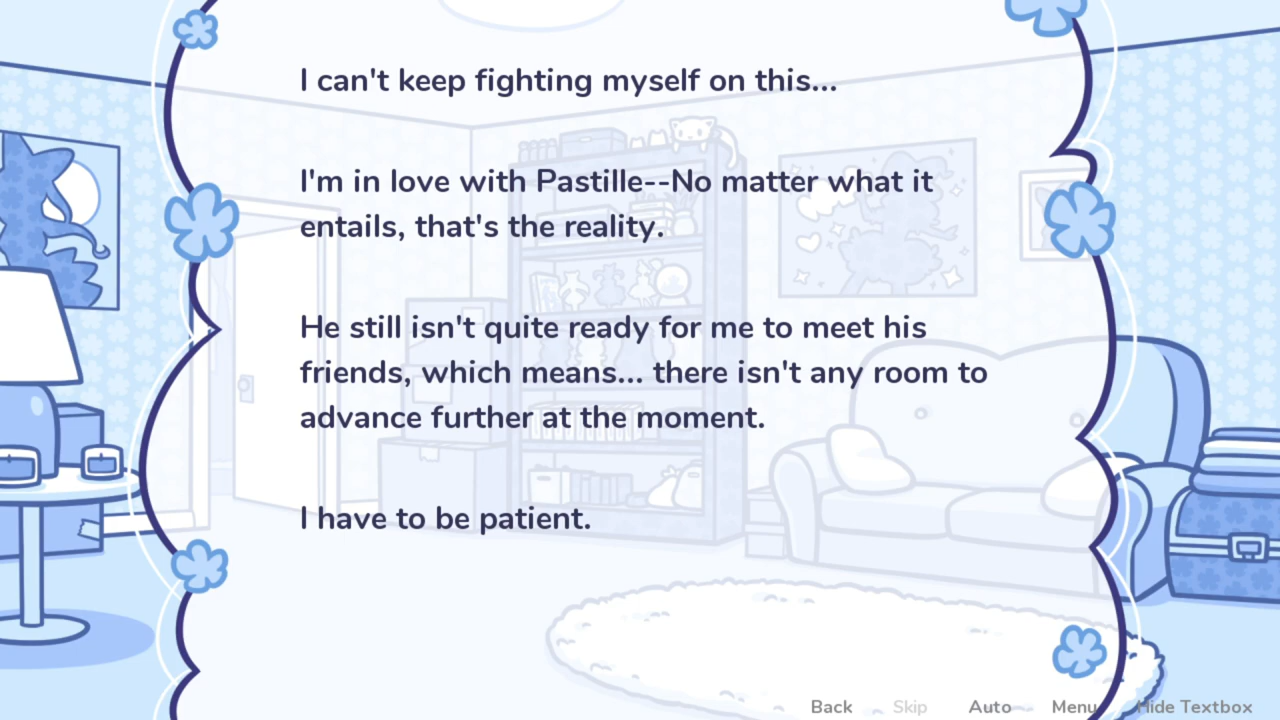 I can't keep fighting myself on this...
I'm in love with Pastille--No matter what it
entails, that's the reality.
He still isn't quite ready for me to meet his
friends, which means... there isn't any room to
advance further at the moment.
I have to be patient.
Back Skip Auto Menu Hide Textbox